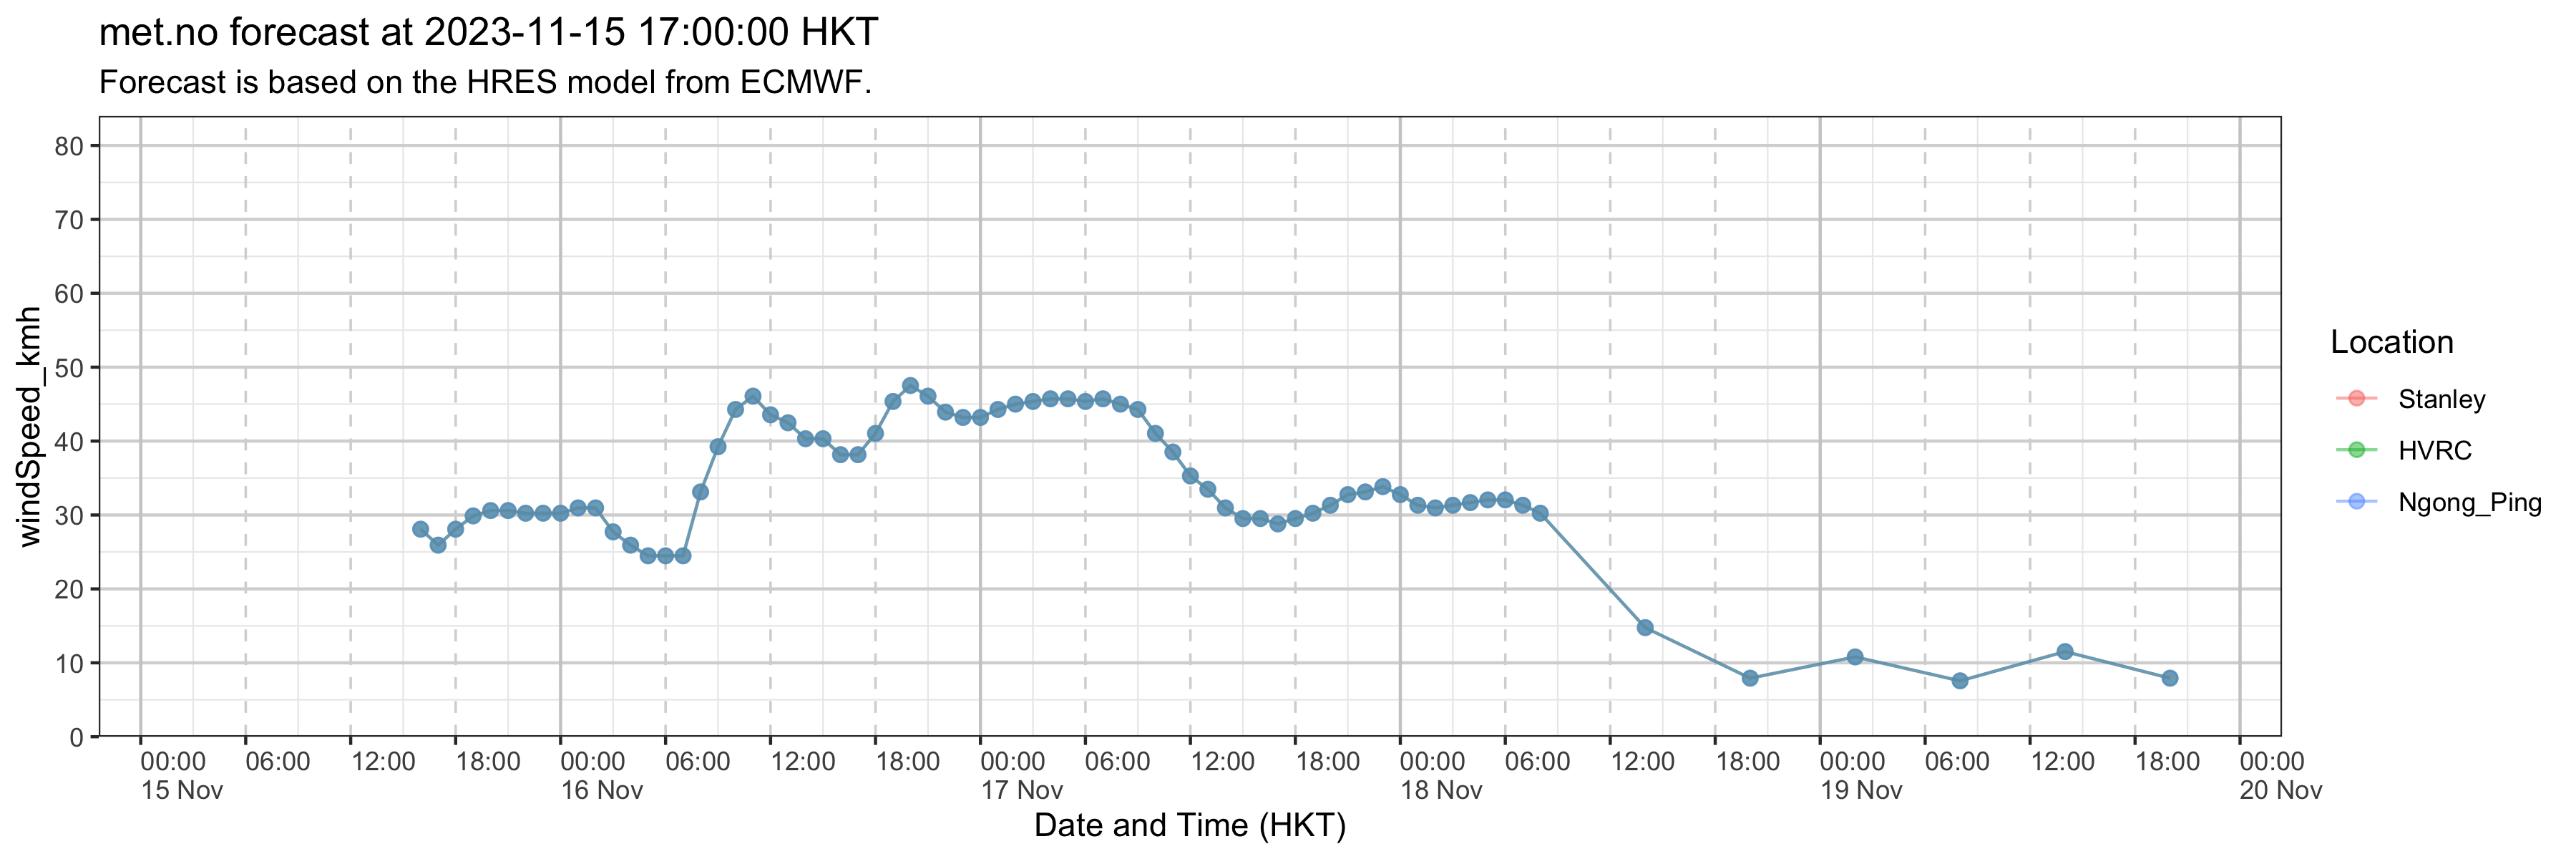 met.no forecast at 2023-11-15 17:00:00 HKT
Forecast is based on the HRES model from ECMWF.
windSpeed_kmh
80
70
60
50
40
30
20
10
0
00:00 06:00 12:00 18:00 00:00 06:00 12:00 18:00 00:00 06:00 12:00 18:00 00:00 06:00 12:00 18:00 00:00 06:00 12:00 18:00 00:00
15 Nov 16 Nov 17 Nov 18 Nov 19 Nov 20 Nov
Date and Time (HKT)
Location
Stanley
HVRC
Ngong_Ping